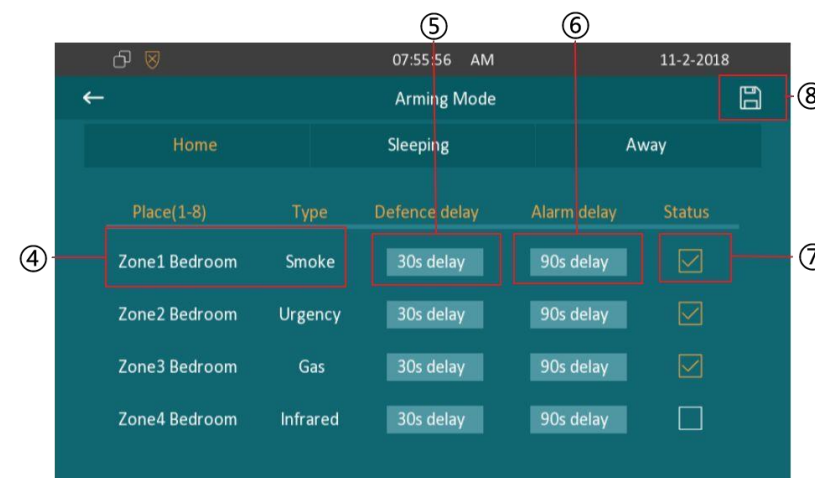 ⑤ ⑥
07:55:56 AM 11-2-2018
Arming Mode ⑧
Home Sleeping Away
Place(1-8) Type Defence delay Alarm delay Status
④ Zone1 Bedroom Smoke 30s delay 90s delay ⑦
Zone2 Bedroom Urgency 30s delay 90s delay
Zone3 Bedroom Gas 30s delay 90s delay
Zone4 Bedroom Infrared 30s delay 90s delay